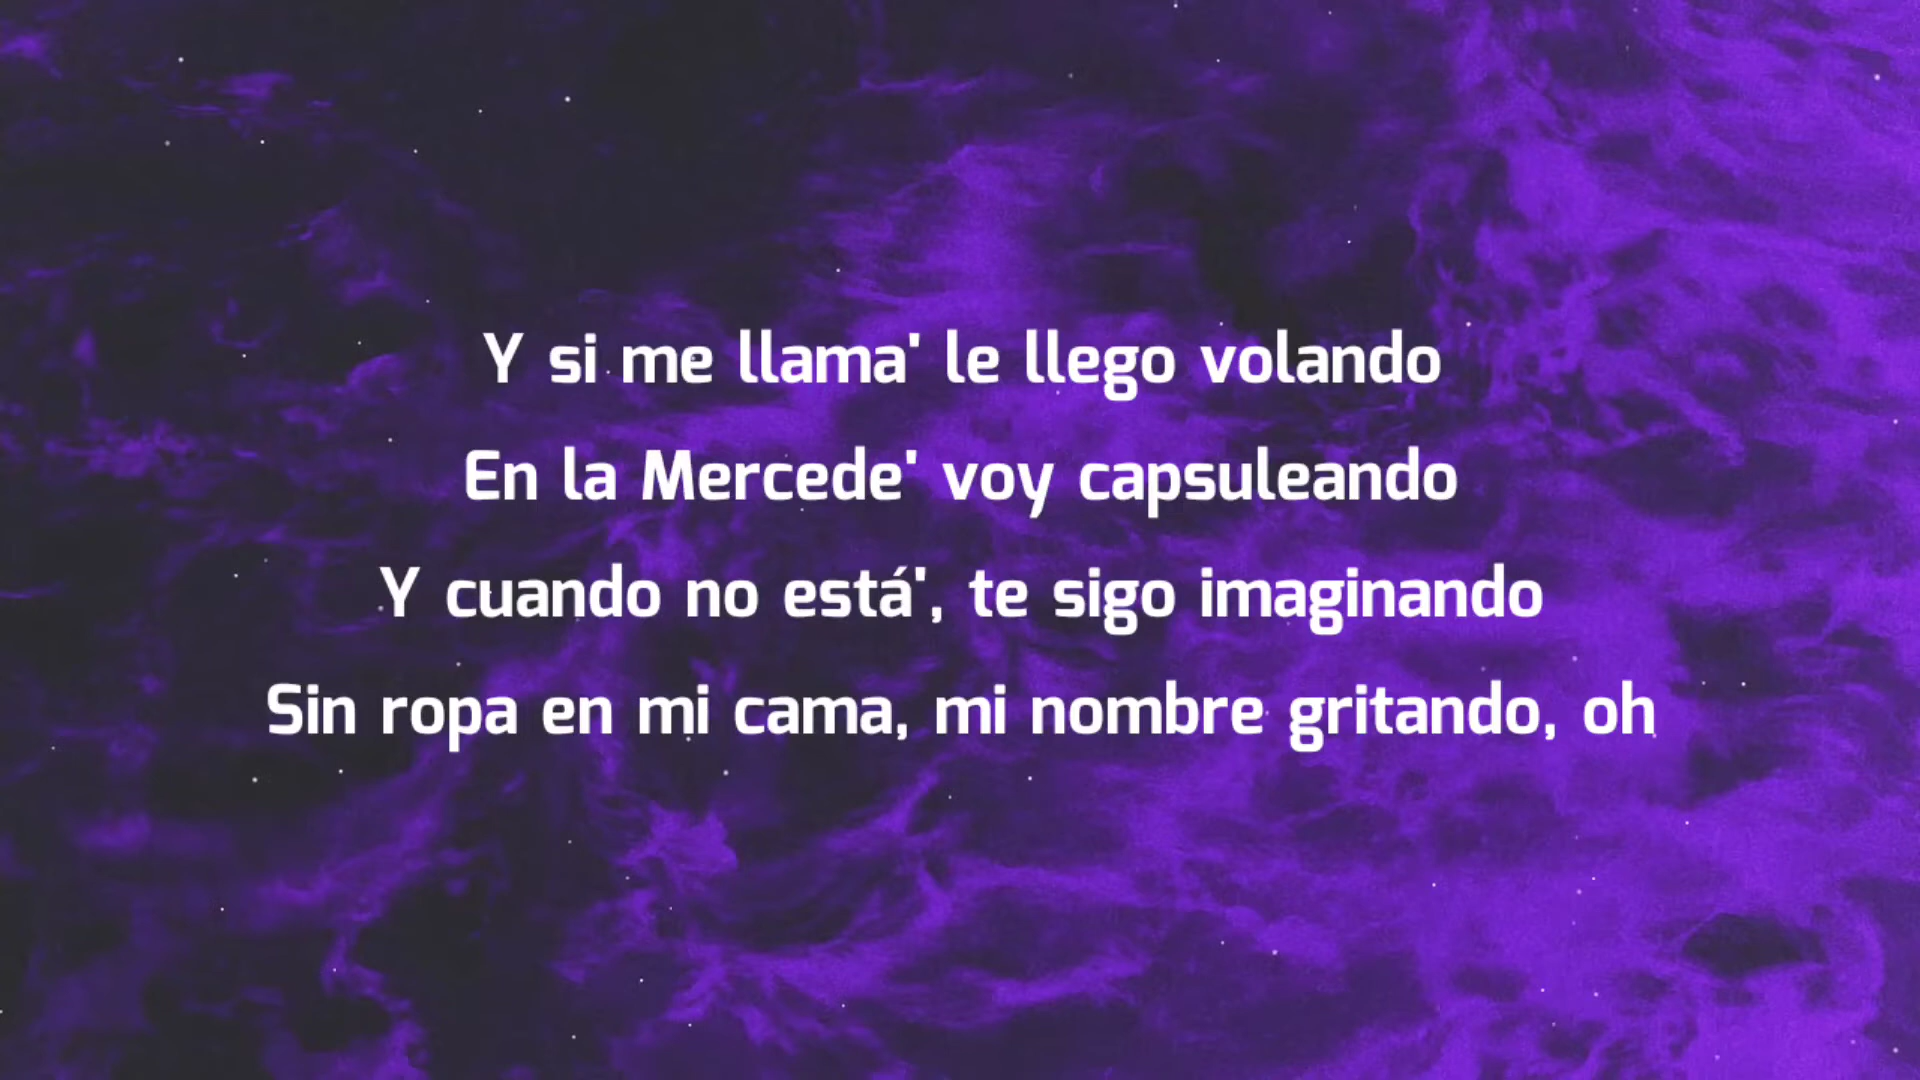 Y si me llama' le llego volando
En la Mercede' voy capsuleando
Y cuando no está', te sigo imaginando
Sin ropa en mi cama, mi nombre gritando, oh